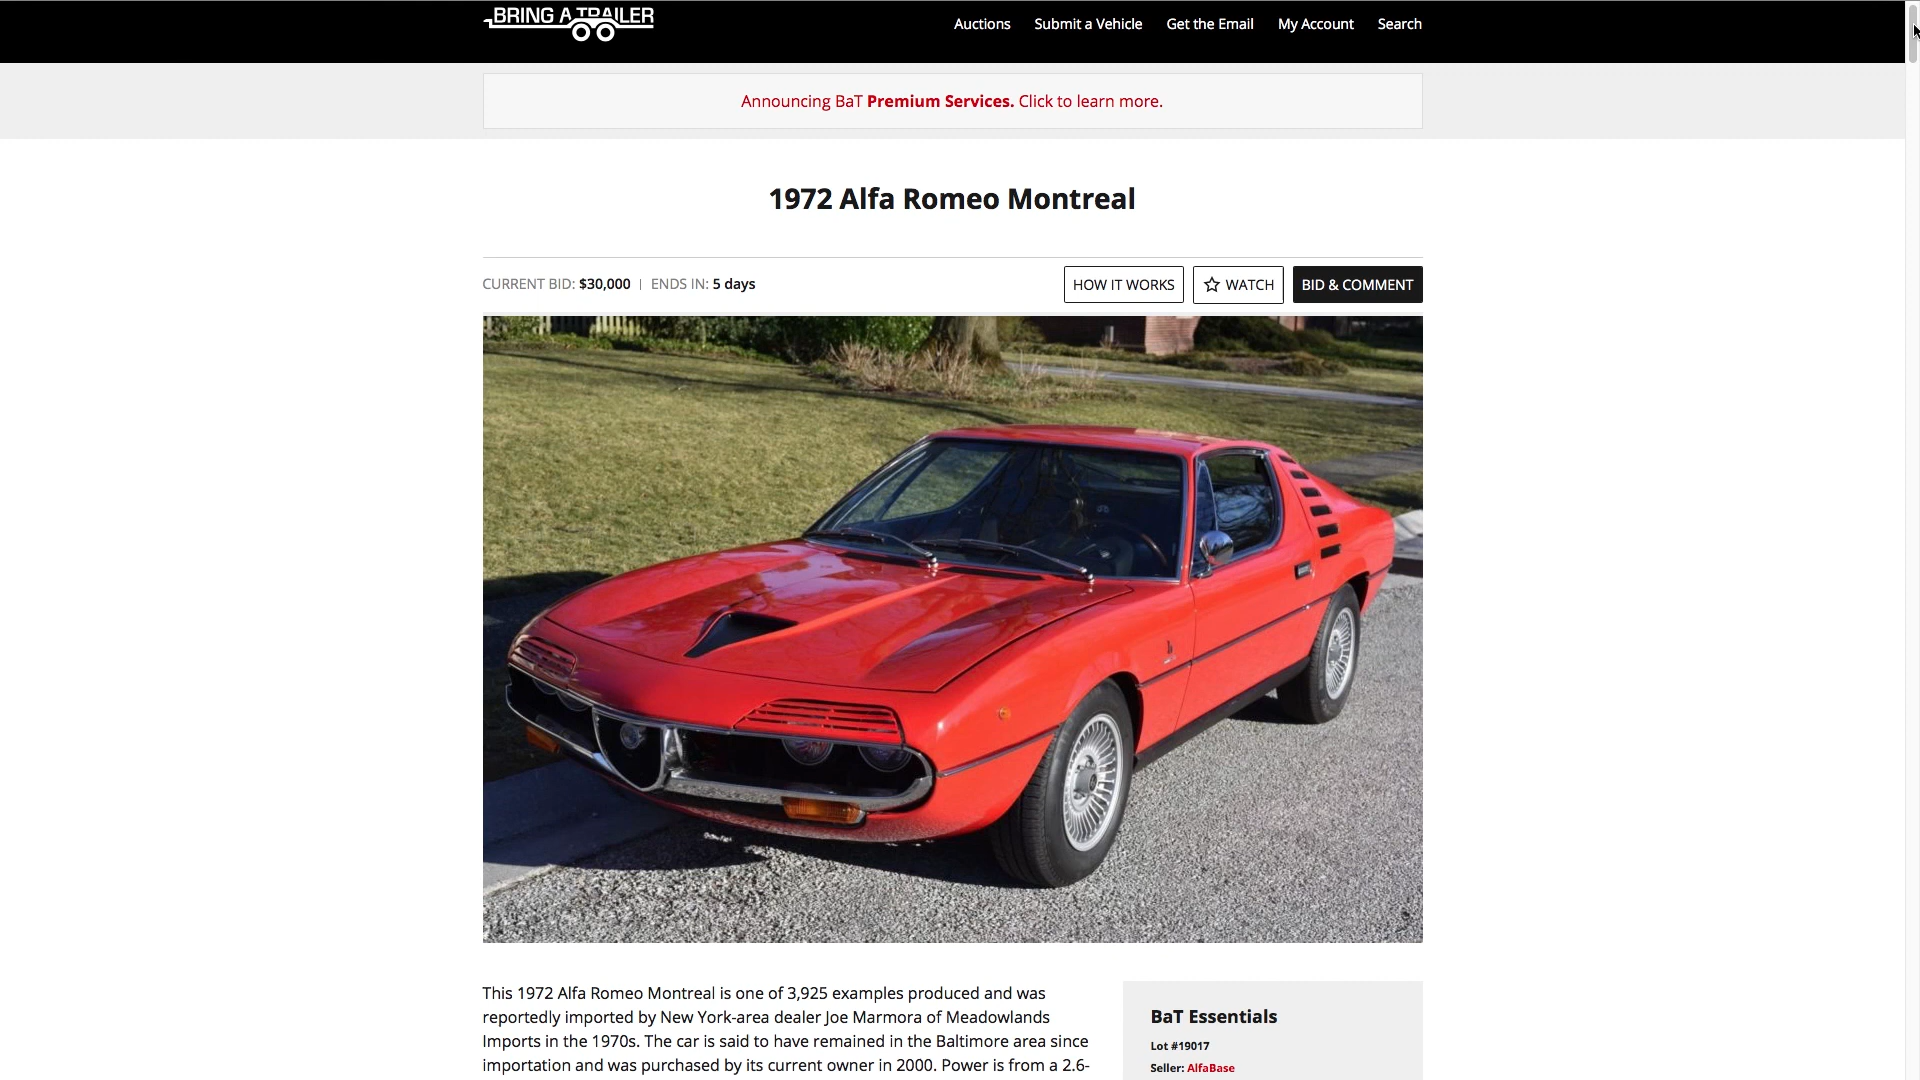 BRING A TRAILER
Auctions
Submit a Vehicle
Get the Email
My Account
Search
Announcing BaT Premium Services. Click to learn more.
1972 Alfa Romeo Montreal
CURRENT BID: $30,000 | ENDS IN: 5 days
HOW IT WORKS
WATCH
BID & COMMENT
This 1972 Alfa Romeo Montreal is one of 3,925 examples produced and was
reportedly imported by New York-area dealer Joe Marmora of Meadowlands
Imports in the 1970s. The car is said to have remained in the Baltimore area since
importation and was purchased by its current owner in 2000. Power is from a 2.6-
BaT Essentials
Lot #19017
Seller: AlfaBase